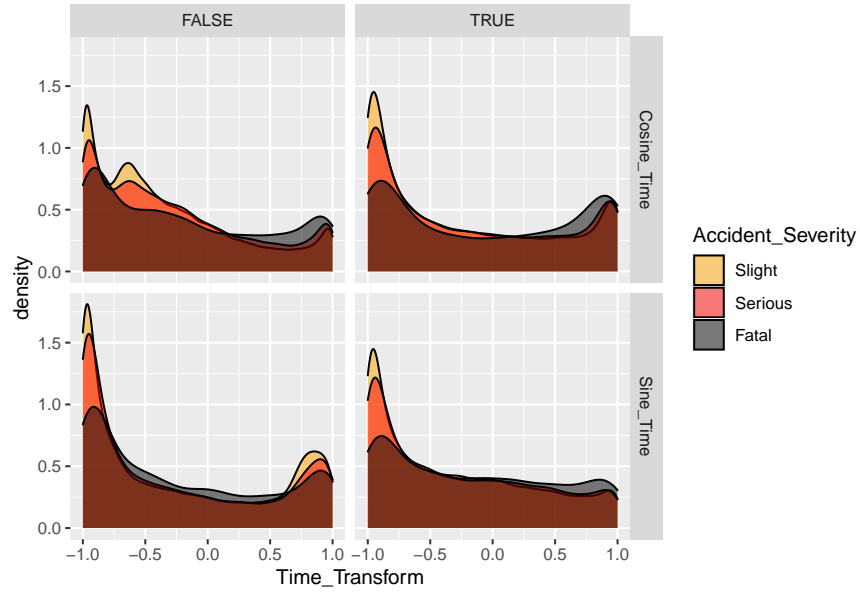 FALSE
TRUE
1.5
1.0
0.5
0.0
Cosine_Time
1.5
1.0
0.5
0.0
Sine_Time
density
−1.0 −0.5 0.0 0.5 1.0
−1.0 −0.5 0.0 0.5 1.0
Time_Transform
Accident_Severity
Slight
Serious
Fatal